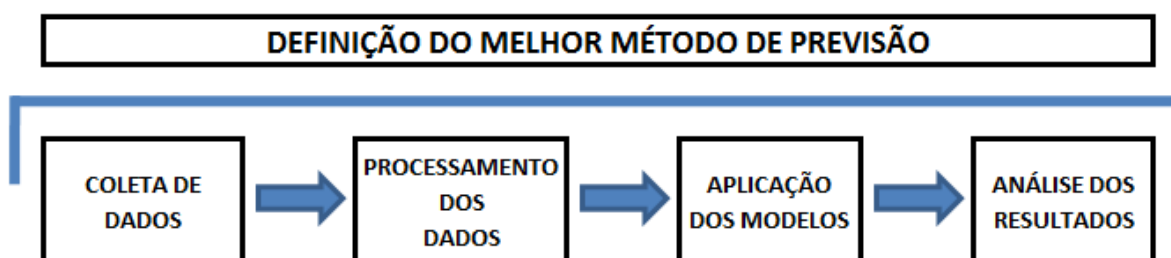 DEFINIÇÃO DO MELHOR MÉTODO DE PREVISÃO
COLETA DE
DADOS
PROCESSAMENTO
DOS
DADOS
APLICAÇÃO
DOS MODELOS
ANÁLISE DOS
RESULTADOS